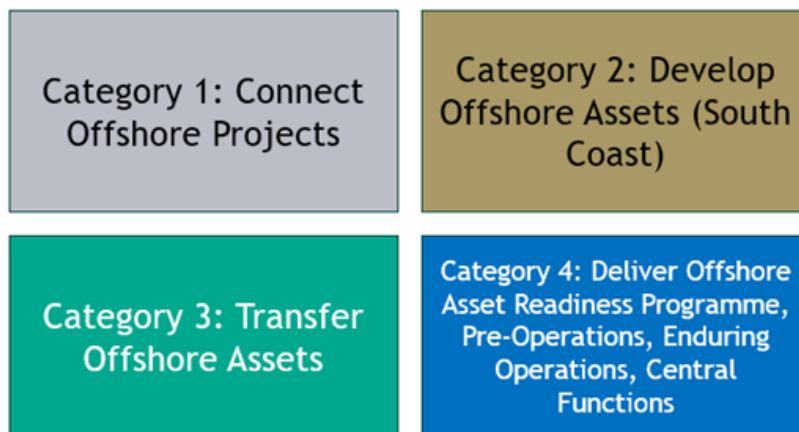 Category 1: Connect
Offshore Projects
Category 2: Develop
Offshore Assets (South
Coast)
Category 3: Transfer
Offshore Assets
Category 4: Deliver Offshore
Asset Readiness Programme,
Pre-Operations, Enduring
Operations, Central
Functions